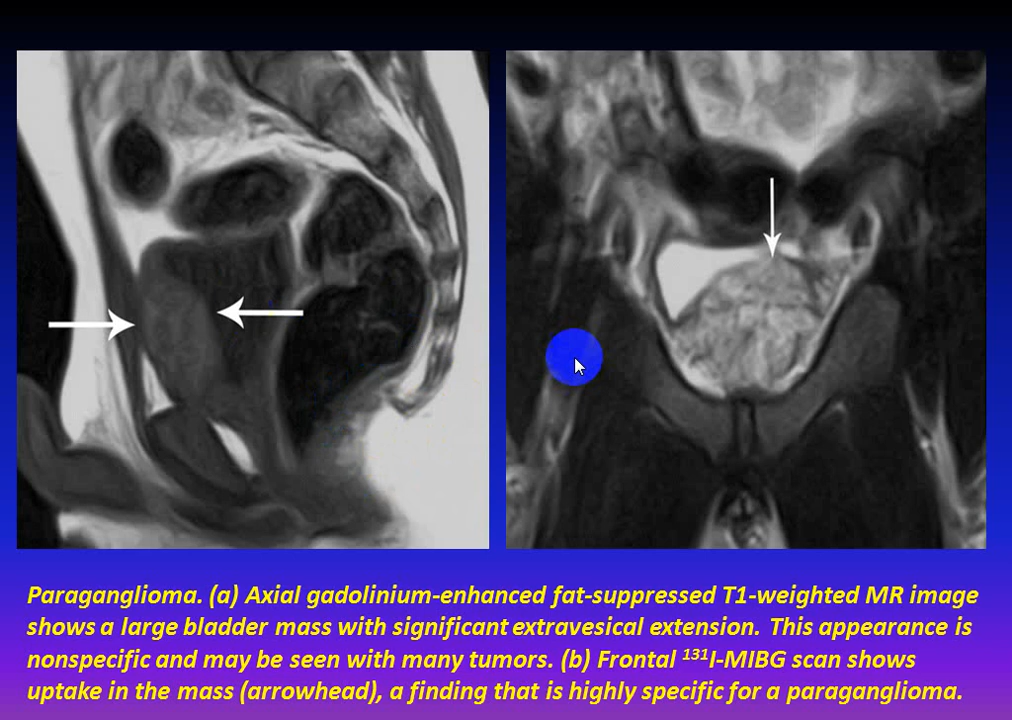 Paraganglioma. (a) Axial gadolinium-enhanced fat-suppressed T1-weighted MR image
shows a large bladder mass with significant extravesical extension. This appearance is
nonspecific and may be seen with many tumors. (b) Frontal ¹³¹I-MIBG scan shows
uptake in the mass (arrowhead), a finding that is highly specific for a paraganglioma.